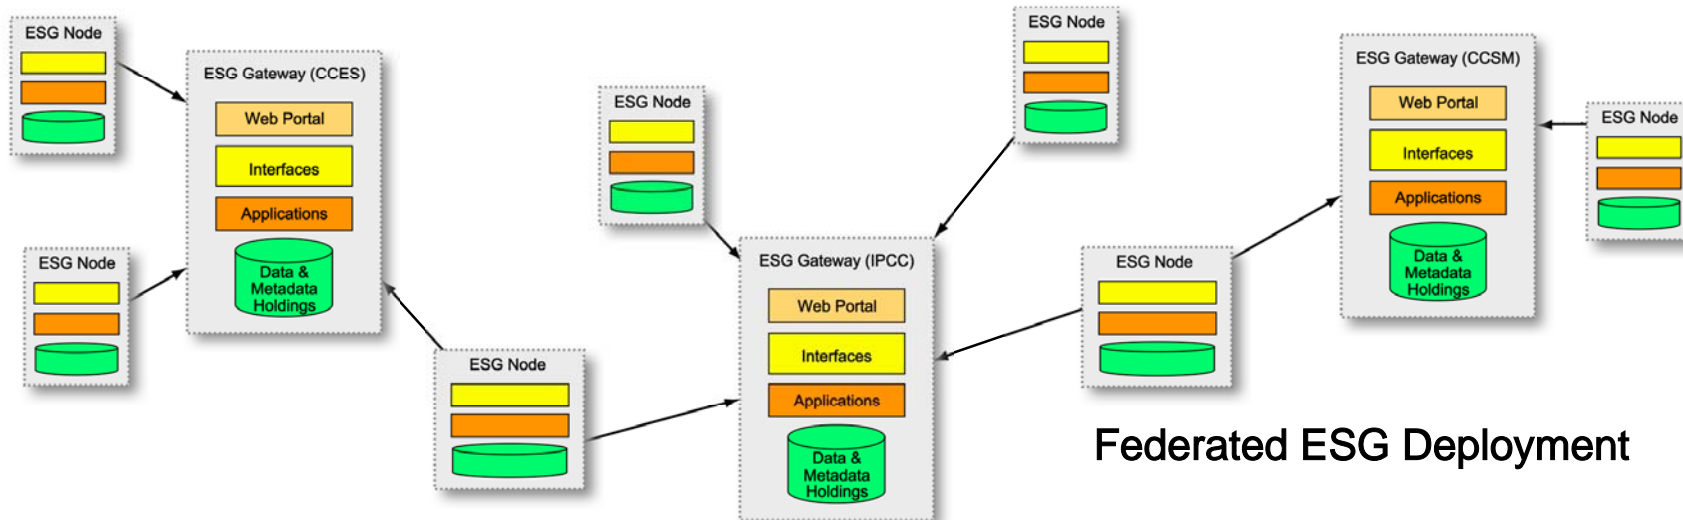 ESG Node
ESG Gateway (CCES)
Web Portal
Interfaces
Applications
Data &
Metadata
Holdings
ESG Node
ESG Node
ESG Node
ESG Node
ESG Gateway (IPCC)
Web Portal
Interfaces
Applications
Data &
Metadata
Holdings
ESG Node
ESG Gateway (CCSM)
Web Portal
Interfaces
Applications
Data &
Metadata
Holdings
ESG Node
Federated ESG Deployment